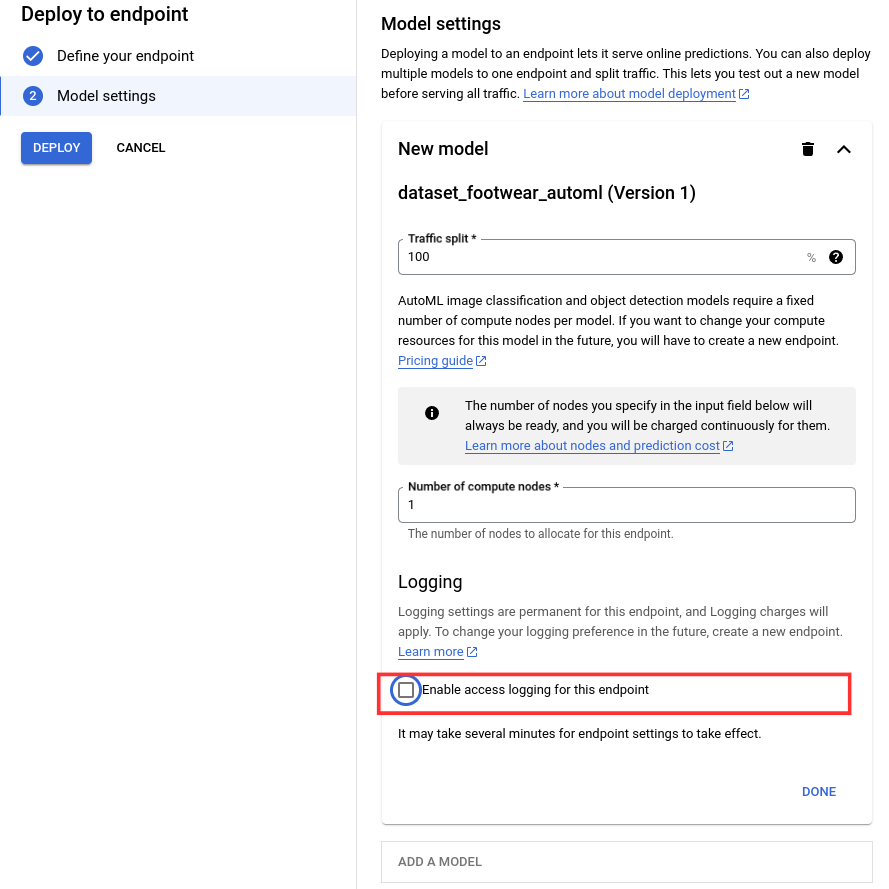 Deploy to endpoint
Define your endpoint
2
Model settings
DEPLOY
CANCEL
Model settings
Deploying a model to an endpoint lets it serve online predictions. You can also deploy
multiple models to one endpoint and split traffic. This lets you test out a new model
before serving all traffic. Learn more about model deployment
New model
dataset_footwear_automl (Version 1)
Traffic split *
100 %
AutoML image classification and object detection models require a fixed
number of compute nodes per model. If you want to change your compute
resources for this model in the future, you will have to create a new endpoint.
Pricing guide
The number of nodes you specify in the input field below will
always be ready, and you will be charged continuously for them.
Learn more about nodes and prediction cost
Number of compute nodes *
1
The number of nodes to allocate for this endpoint.
Logging
Logging settings are permanent for this endpoint, and Logging charges will
apply. To change your logging preference in the future, create a new endpoint.
Learn more
Enable access logging for this endpoint
It may take several minutes for endpoint settings to take effect.
DONE
ADD A MODEL